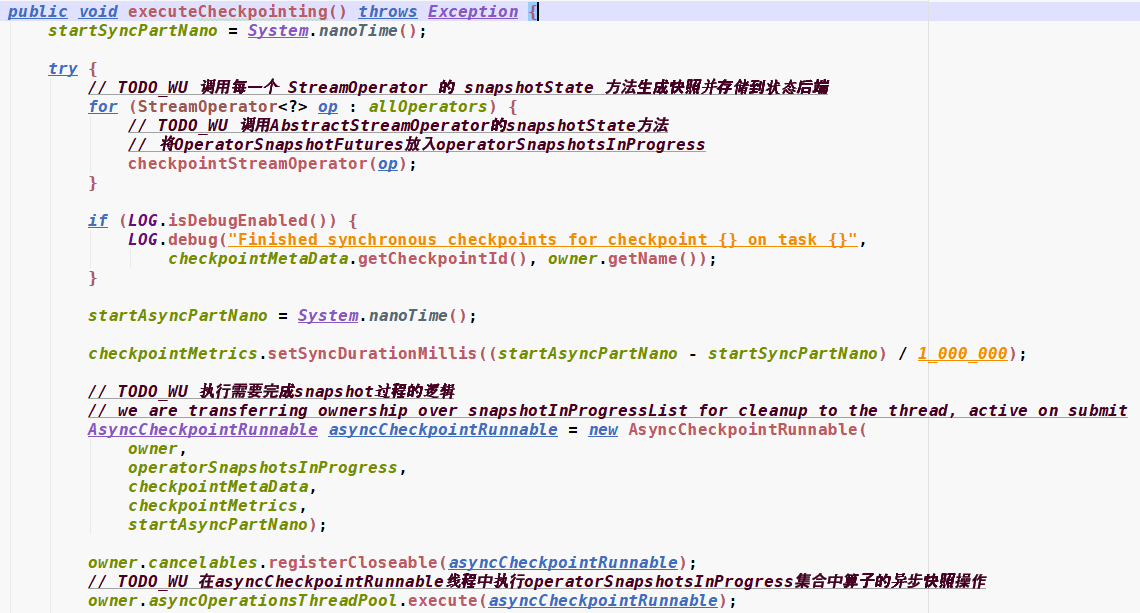 public void executeCheckpointing() throws Exception {
startSyncPartNano = System.nanoTime();
try {
// TODO_WU 调用每一个 StreamOperator 的 snapshotState 方法生成快照并存储到状态后端
for (StreamOperator<?> op : allOperators) {
// TODO_WU 调用AbstractStreamOperator的snapshotState方法
// 将OperatorSnapshotFutures放入operatorSnapshotsInProgress
checkpointStreamOperator(op);
}
if (LOG.isDebugEnabled()) {
LOG.debug("Finished synchronous checkpoints for checkpoint {} on task {}",
checkpointMetaData.getCheckpointId(), owner.getName());
}
startAsyncPartNano = System.nanoTime();
checkpointMetrics.setSyncDurationMillis((startAsyncPartNano - startSyncPartNano) / 1_000_000);
// TODO_WU 执行需要完成snapshot过程的逻辑
// we are transferring ownership over snapshotInProgressList for cleanup to the thread, active on submit
AsyncCheckpointRunnable asyncCheckpointRunnable = new AsyncCheckpointRunnable(
owner,
operatorSnapshotsInProgress,
checkpointMetaData,
checkpointMetrics,
startAsyncPartNano);
owner.cancelables.registerCloseable(asyncCheckpointRunnable);
// TODO_WU 在asyncCheckpointRunnable线程中执行operatorSnapshotsInProgress集合中算子的异步快照操作
owner.asyncOperationsThreadPool.execute(asyncCheckpointRunnable);